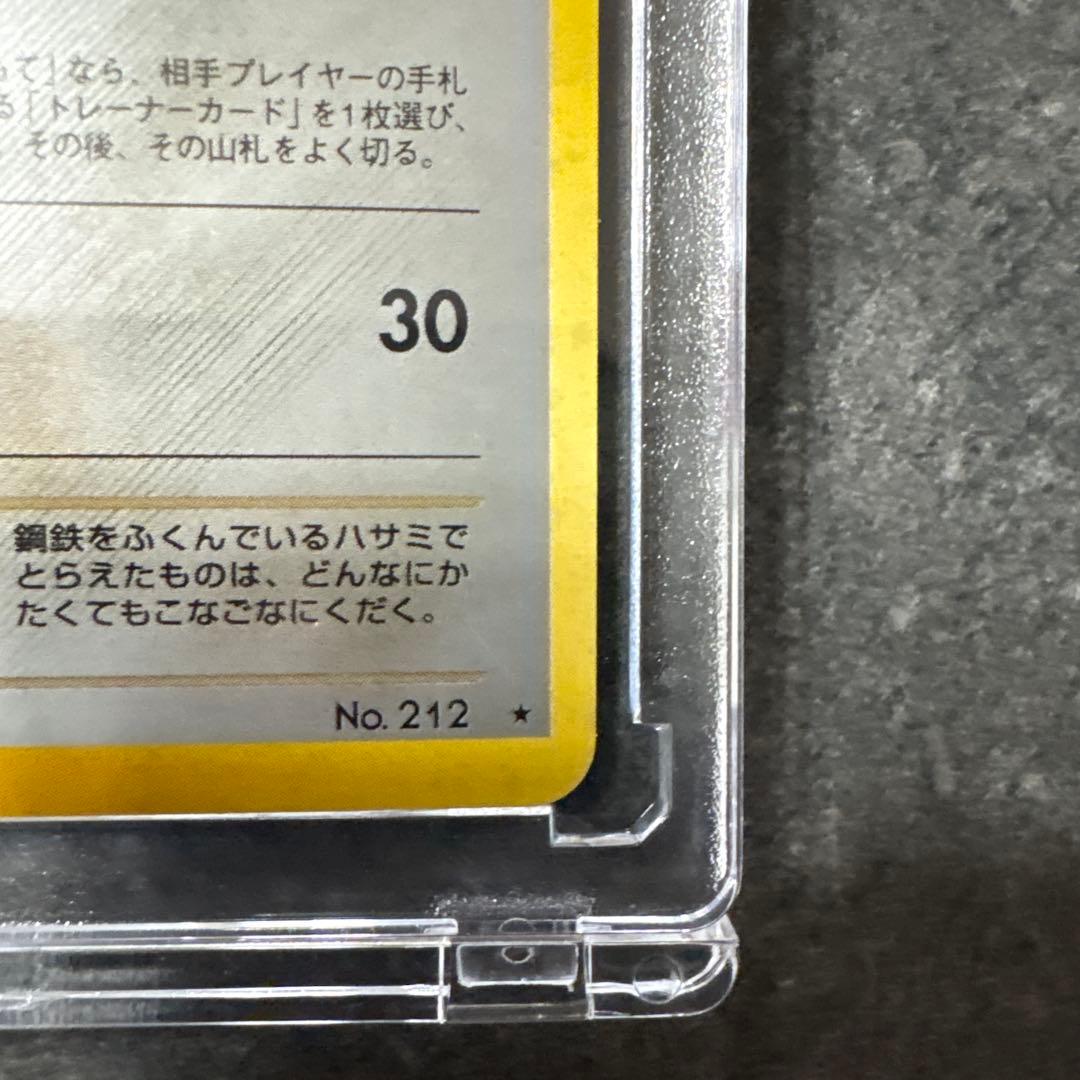 て」なら、相手プレイヤーの手札
る「トレーナーカード」を1枚選び、
その後、その山札をよく切る。
30
鋼鉄をふくんでいるハサミで
とらえたものは、どんなにか
たくてもこなごなにくだく。
No. 212 ★